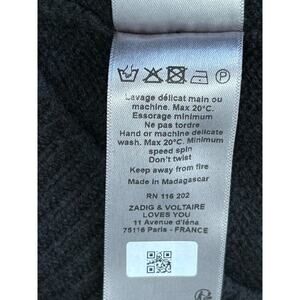 Lavage délicat main ou
machine. Max 20°C.
Essorage minimum
Ne pas tordre
Hand or machine delicate
wash. Max 20°C. Minimum
speed spin
Don't twist
Keep away from fire
Made in Madagascar
RN 116 202
ZADIG & VOLTAIRE
LOVES YOU
11 Avenue d'Iéna
75116 Paris - FRANCE